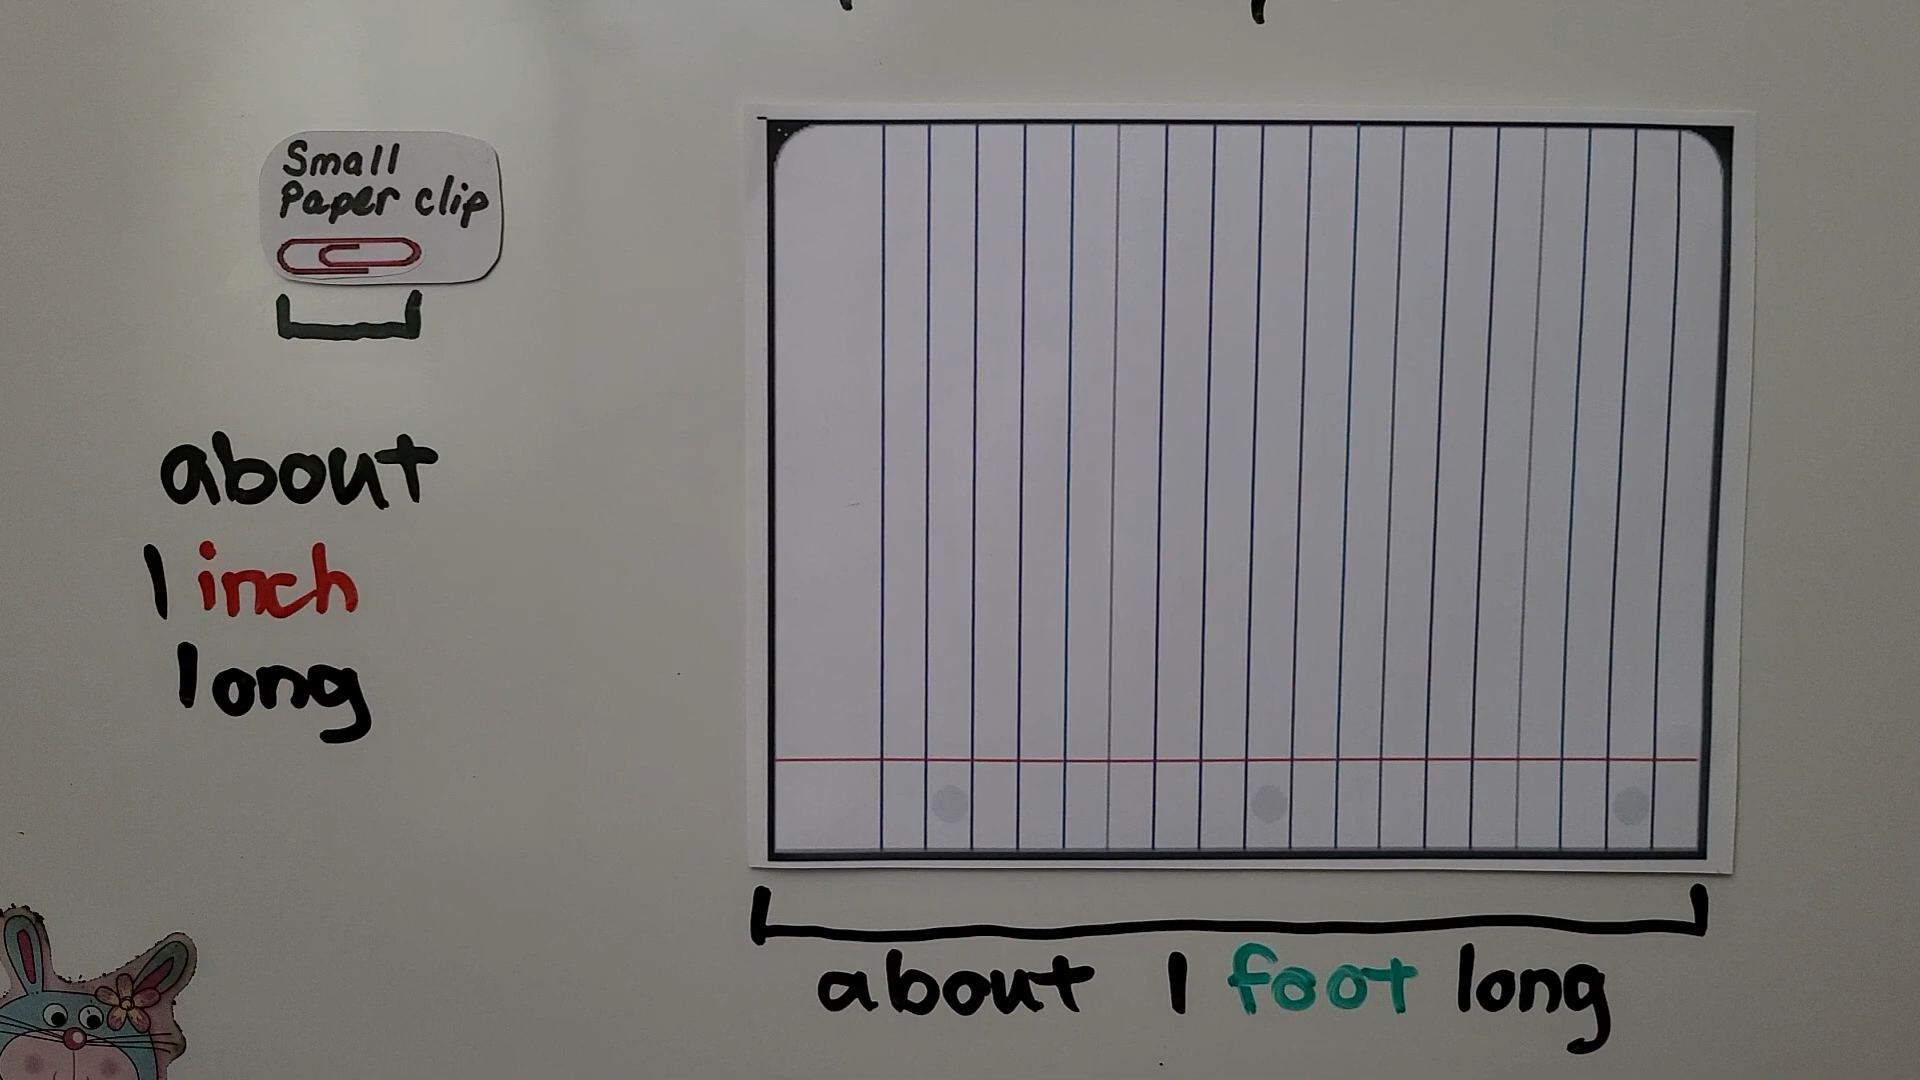 Small
Paper clip
about
1 inch
long
about 1 foot long